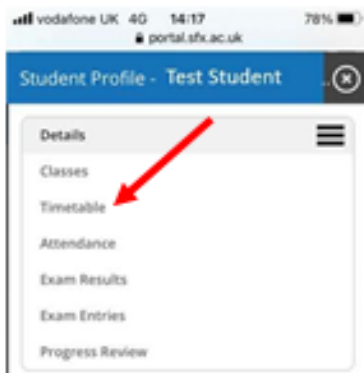 vodafone UK 4G 14:17 78%
portal.sfx.ac.uk
Student Profile - Test Student ..
Details
Classes
Timetable
Attendance
Exam Results
Exam Entries
Progress Review